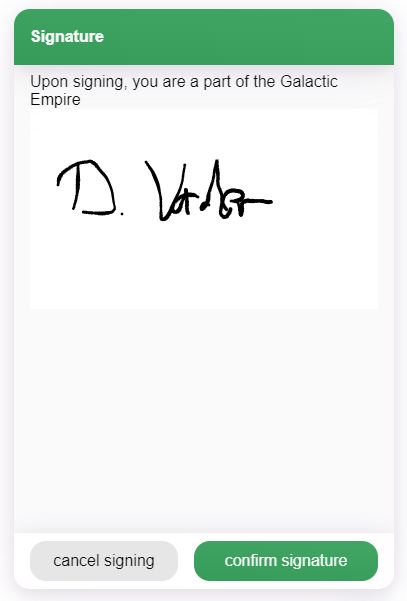 Signature
Upon signing, you are a part of the Galactic
Empire
D. Vader
cancel signing
confirm signature